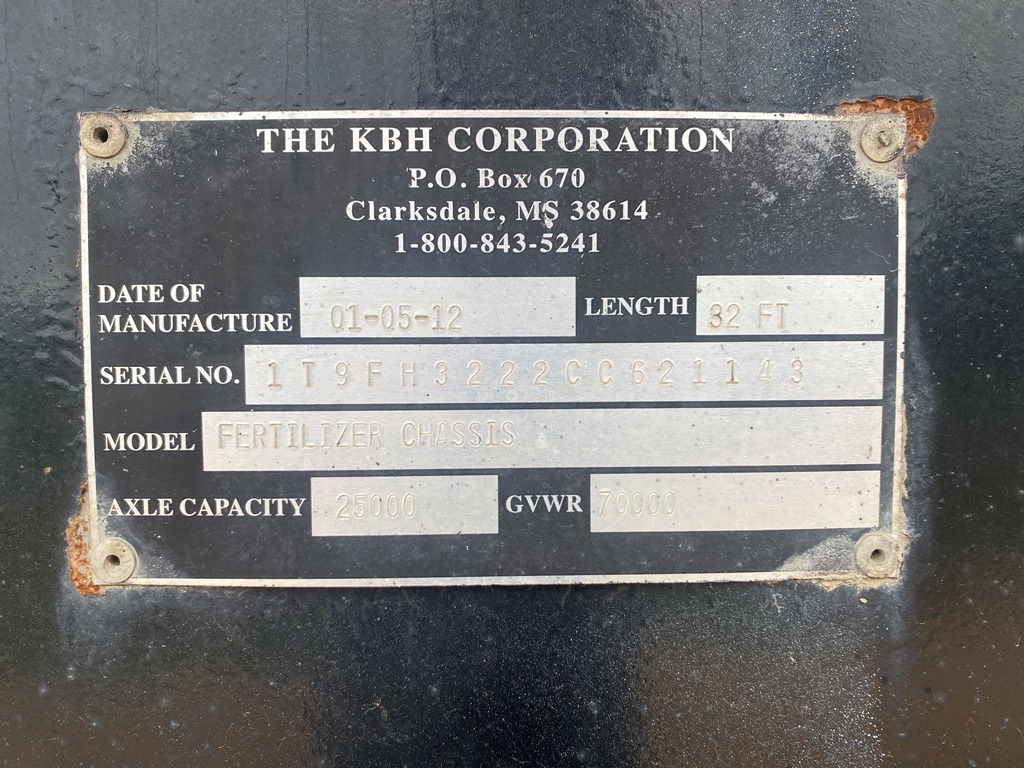 THE KBH CORPORATION
P.O. Box 670
Clarksdale, MS 38614
1-800-843-5241
DATE OF MANUFACTURE 01-05-12 LENGTH 32 FT
SERIAL NO. 1T9FH3222CC621143
MODEL FERTILIZER CHASSIS
AXLE CAPACITY 25000 GVWR 70000